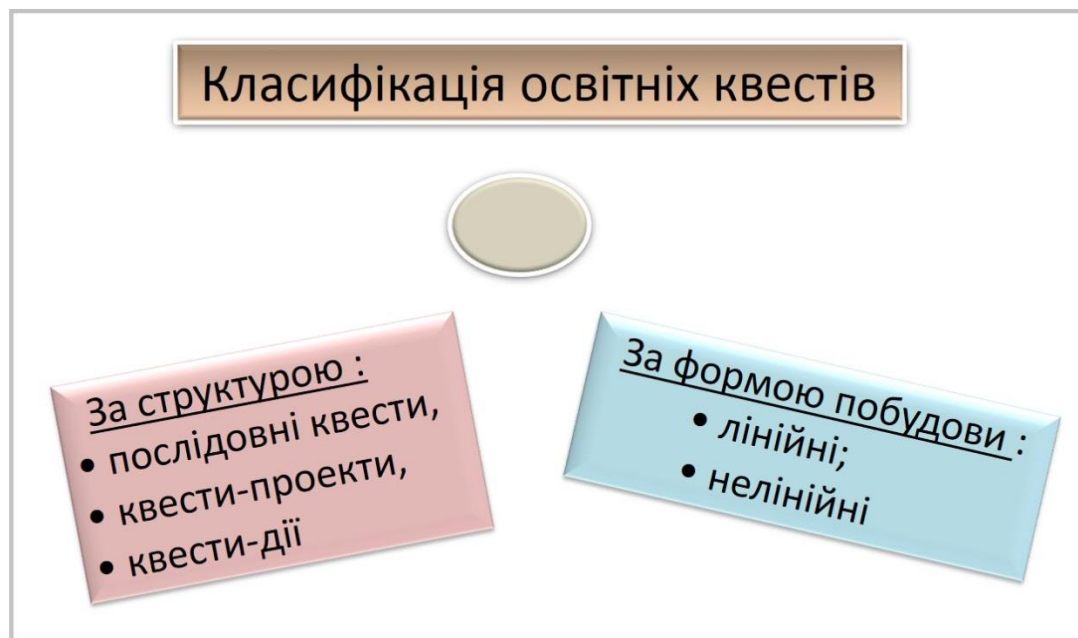 Класифікація освітніх квестів
За структурою :
• послідовні квести,
• квести-проекти,
• квести-дії
За формою побудови :
• лінійні;
• нелінійні